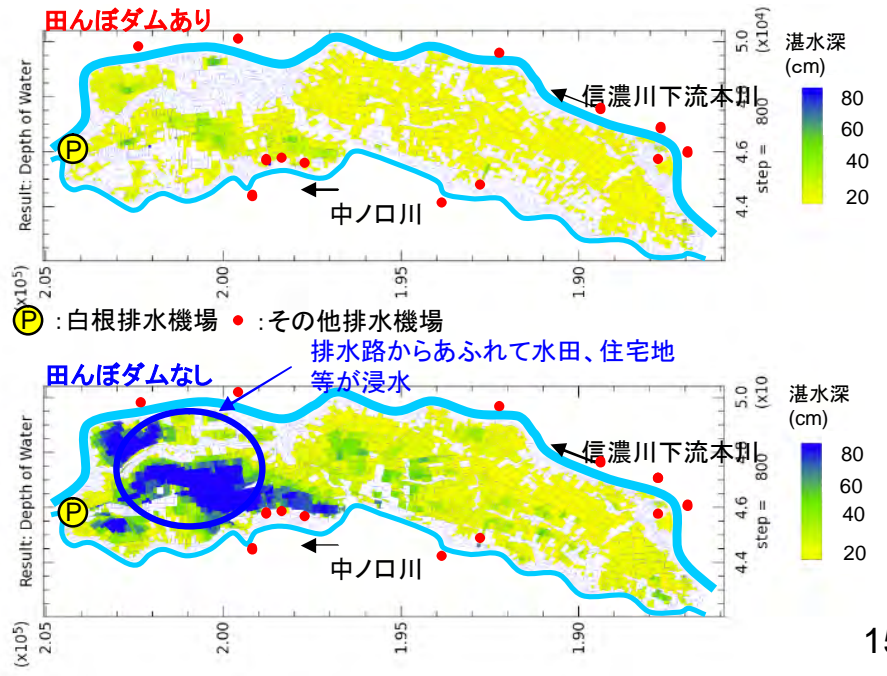 田んぼダムあり
Result: Depth of Water
5.0
4.6
4.4
(x10⁴)
step = 800
湛水深
(cm)
80
60
40
20
信濃川下流本川
中ノ口川
(x10⁵)
2.05
2.00
1.95
1.90
P :白根排水機場 ● :その他排水機場
排水路からあふれて水田、住宅地
等が浸水
田んぼダムなし
Result: Depth of Water
5.0
4.6
4.4
(x10
step = 800
湛水深
(cm)
80
60
40
20
信濃川下流本川
P
中ノ口川
(x10⁵)
2.05
2.00
1.95
1.90
15